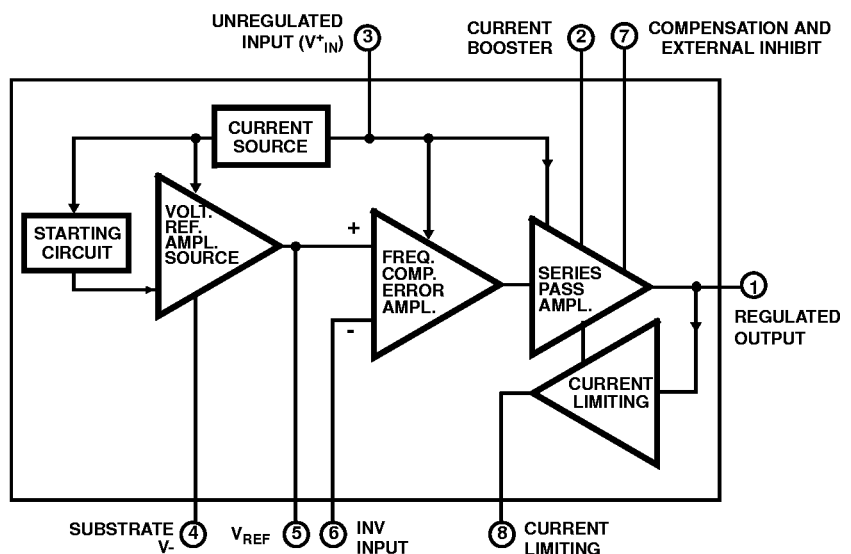 UNREGULATED
INPUT (V+IN)
3
CURRENT
BOOSTER
2
7
COMPENSATION AND
EXTERNAL INHIBIT
CURRENT
SOURCE
STARTING
CIRCUIT
VOLT.
REF.
AMPL.
SOURCE
+
-
FREQ.
COMP.
ERROR
AMPL.
SERIES
PASS
AMPL.
1
REGULATED
OUTPUT
CURRENT
LIMITING
SUBSTRATE
V-
4
VREF
5
6
INV
INPUT
8
CURRENT
LIMITING